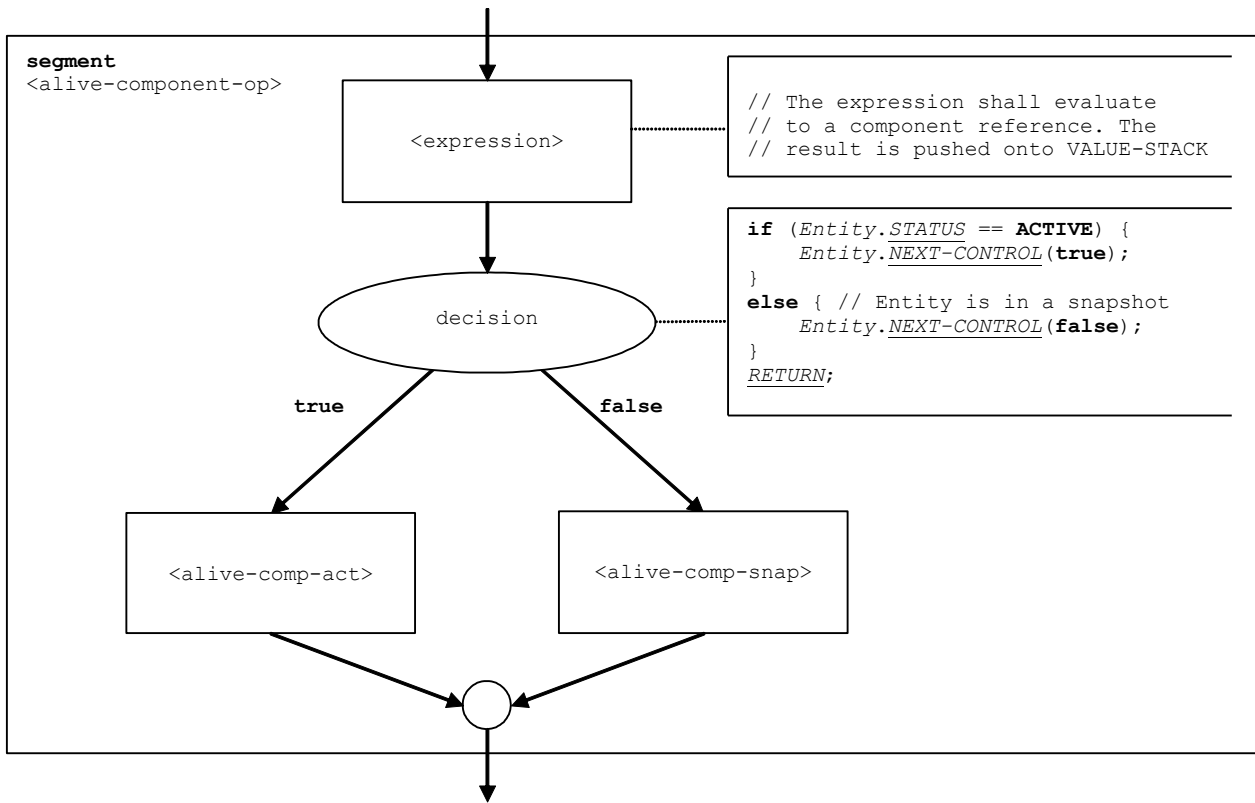 segment
<alive-component-op>
<expression>
// The expression shall evaluate
// to a component reference. The
// result is pushed onto VALUE-STACK
decision
if (Entity.STATUS == ACTIVE) {
    Entity.NEXT-CONTROL(true);
}
else { // Entity is in a snapshot
    Entity.NEXT-CONTROL(false);
}
RETURN;
true
false
<alive-comp-act>
<alive-comp-snap>